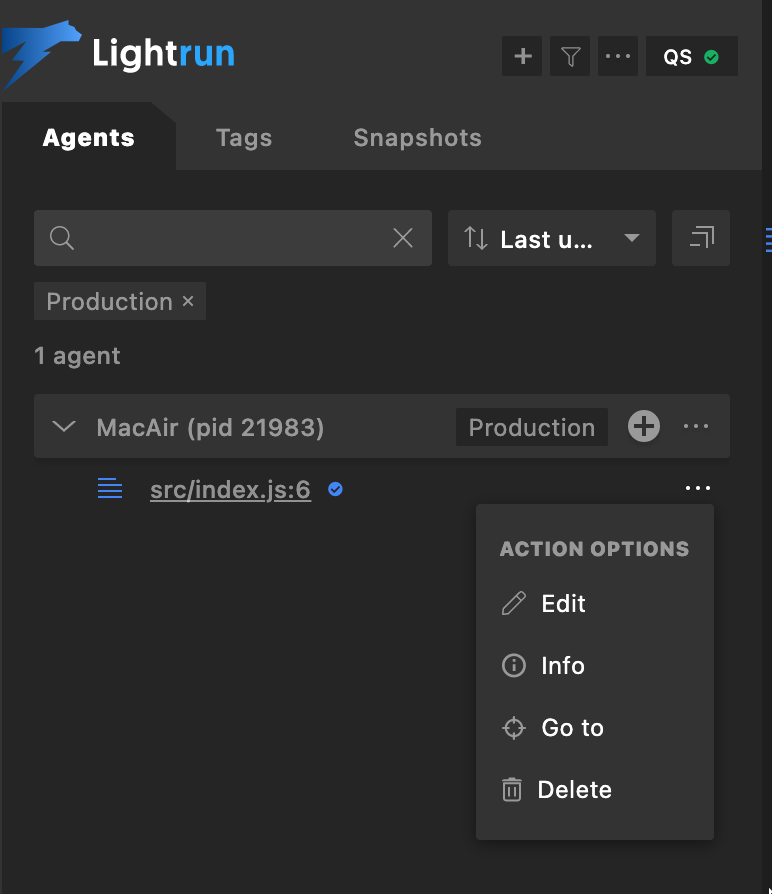 Lightrun
QS
Agents Tags Snapshots
Last u...
Production ×
1 agent
MacAir (pid 21983) Production
src/index.js:6
ACTION OPTIONS
Edit
Info
Go to
Delete